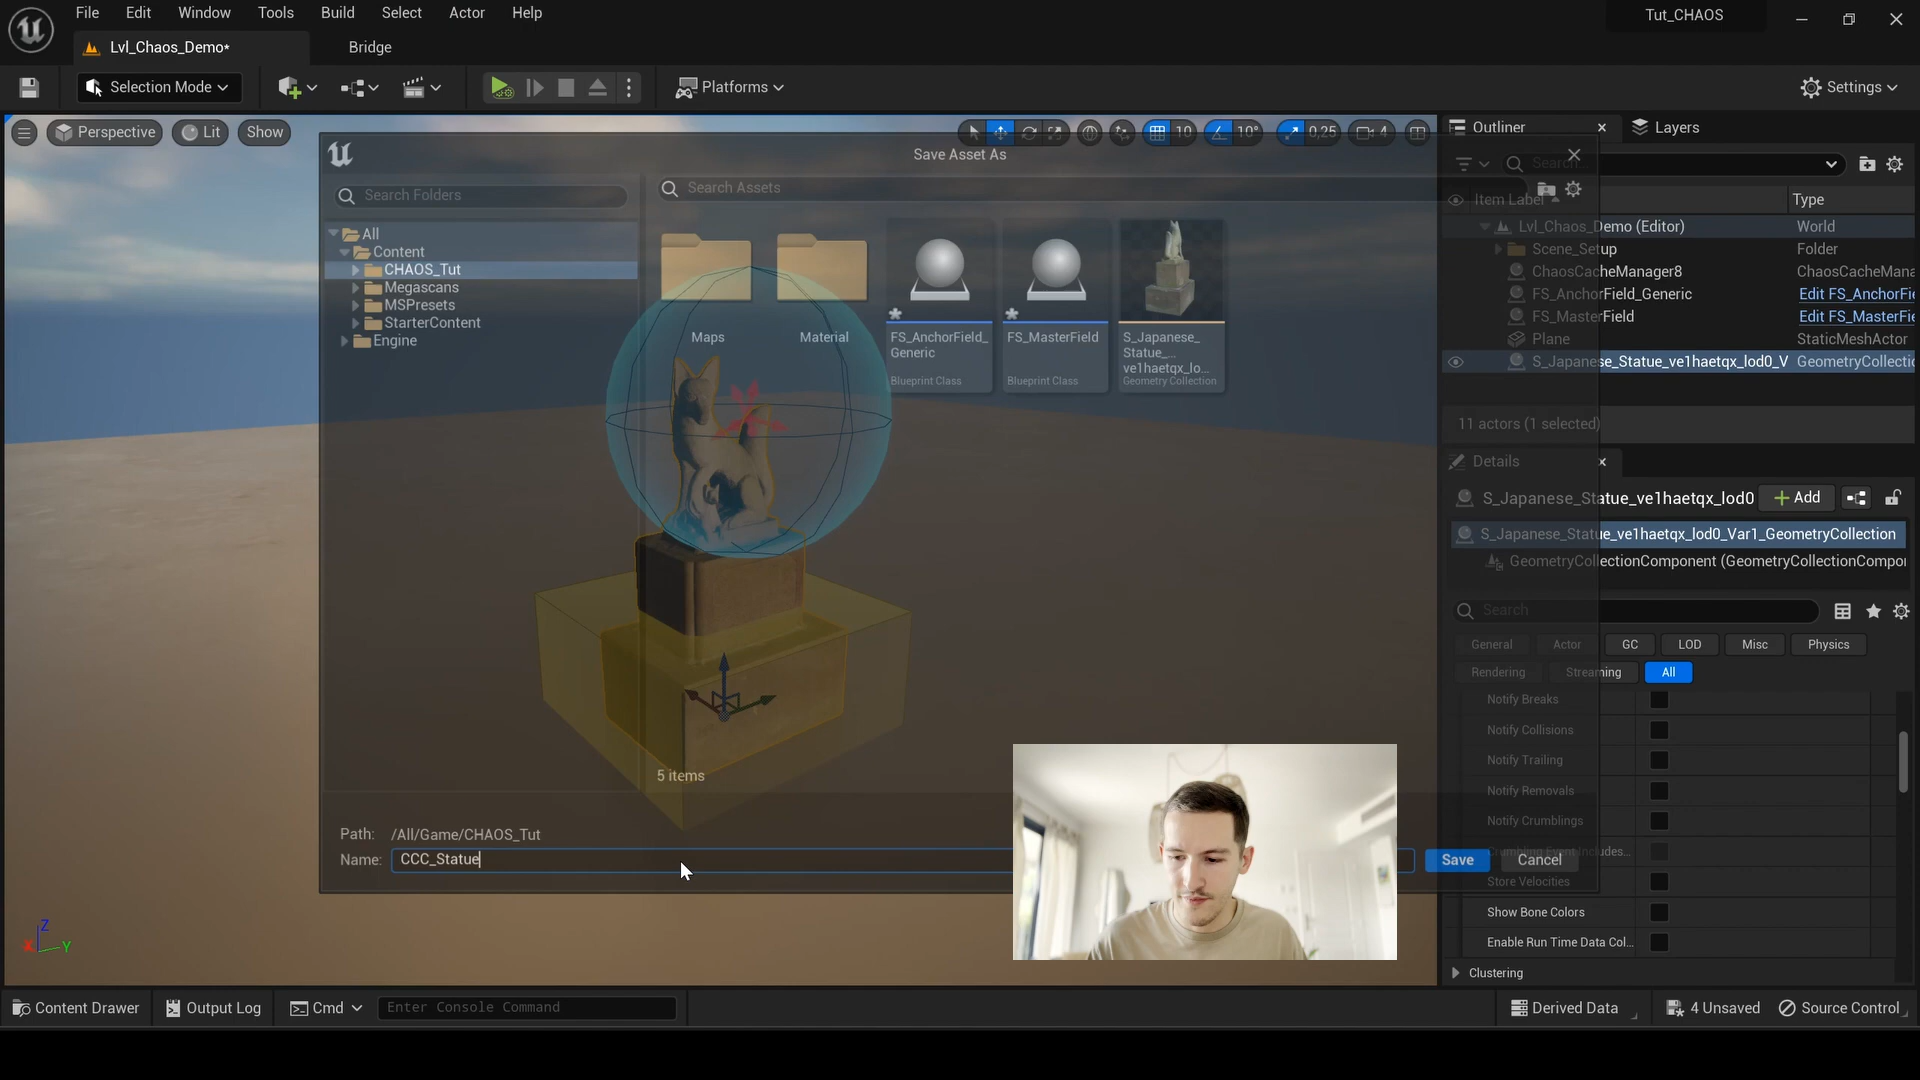 File Edit Window Tools Build Select Actor Help
Tut_CHAOS
Lvl_Chaos_Demo*
Bridge
Selection Mode
Platforms
Settings
Perspective
Lit
Show
10
10°
0,25
4
Save Asset As
Search Folders
Search Assets
All
Content
CHAOS_Tut
Megascans
MSPresets
StarterContent
Engine
Maps
Material
FS_AnchorField_
Generic
Blueprint Class
FS_MasterField
Blueprint Class
S_Japanese_
Statue_...
ve1haetqx_lo...
Geometry Collection
5 items
Path: /All/Game/CHAOS_Tut
Name: CCC_Statue
Save
Cancel
Outliner
Layers
Search...
Item Label
Type
Lvl_Chaos_Demo (Editor) World
Scene_Setup Folder
ChaosCacheManager8 ChaosCacheMana
FS_AnchorField_Generic Edit FS_AnchorFie
FS_MasterField Edit FS_MasterFie
Plane StaticMeshActor
S_Japanese_Statue_ve1haetqx_lod0_V GeometryCollectic
11 actors (1 selected)
Details
S_Japanese_Statue_ve1haetqx_lod0
Add
S_Japanese_Statue_ve1haetqx_lod0_Var1_GeometryCollection
GeometryCollectionComponent (GeometryCollectionCompor
Search
General Actor GC LOD Misc Physics
Rendering Streaming All
Notify Breaks
Notify Collisions
Notify Trailing
Notify Removals
Notify Crumblings
Crumbling Event Includes...
Store Velocities
Show Bone Colors
Enable Run Time Data Col...
Clustering
Z
X
Y
Content Drawer
Output Log
Cmd
Enter Console Command
Derived Data
4 Unsaved
Source Control